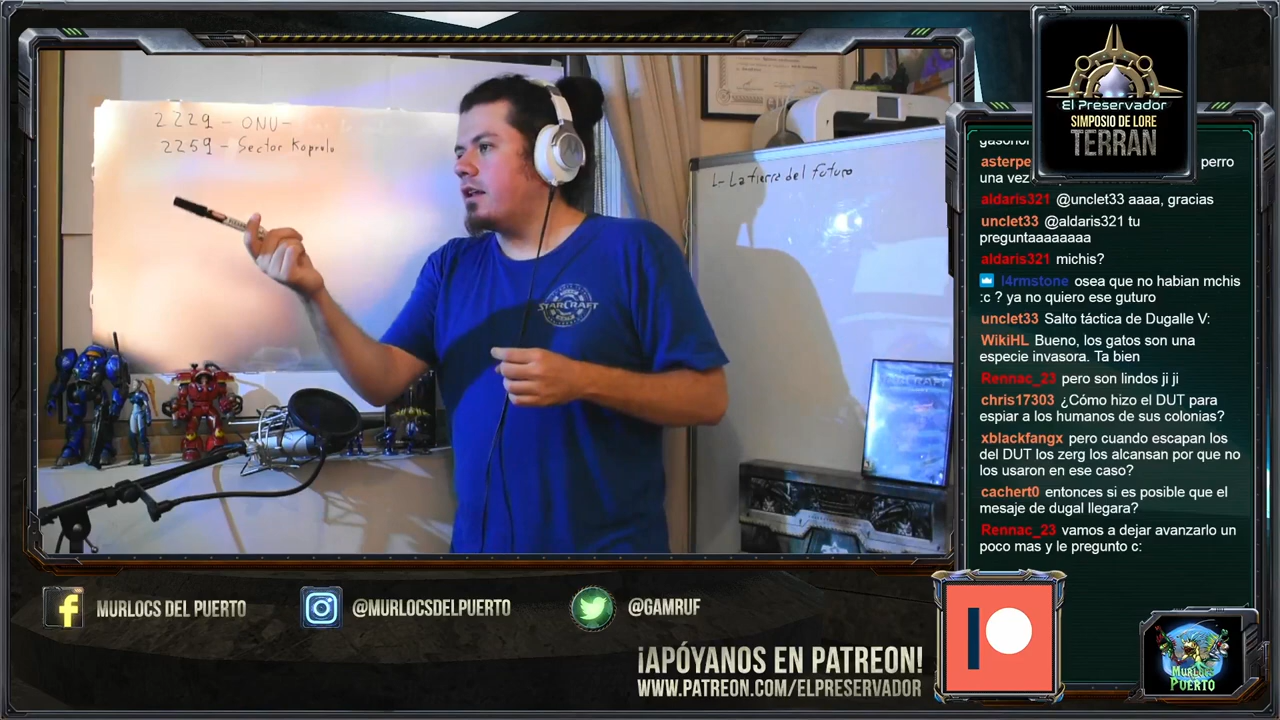 2229 - ONU -
2259 - Sector Koprulu
1- La tierra del futuro
STARCRAFT
El Preservador
SIMPOSIO DE LORE
TERRAN
asterpe perro
una vez
aldaris321 @unclet33 aaaa, gracias
unclet33 @aldaris321 tu
preguntaaaaaaaa
aldaris321 michis?
l4rmstone osea que no habian mchis
:c ? ya no quiero ese guturo
unclet33 Salto táctica de Dugalle V:
WikiHL Bueno, los gatos son una
especie invasora. Ta bien
Rennac_23 pero son lindos ji ji
chris17303 ¿Cómo hizo el DUT para
espiar a los humanos de sus colonias?
xblackfangx pero cuando escapan los
del DUT los zerg los alcansan por que no
los usaron en ese caso?
cachert0 entonces si es posible que el
mesaje de dugal llegara?
Rennac_23 vamos a dejar avanzarlo un
poco mas y le pregunto c:
f MURLOCS DEL PUERTO
@MURLOCSDELPUERTO
@GAMRUF
¡APÓYANOS EN PATREON!
WWW.PATREON.COM/ELPRESERVADOR
MURLOCS
PUERTO